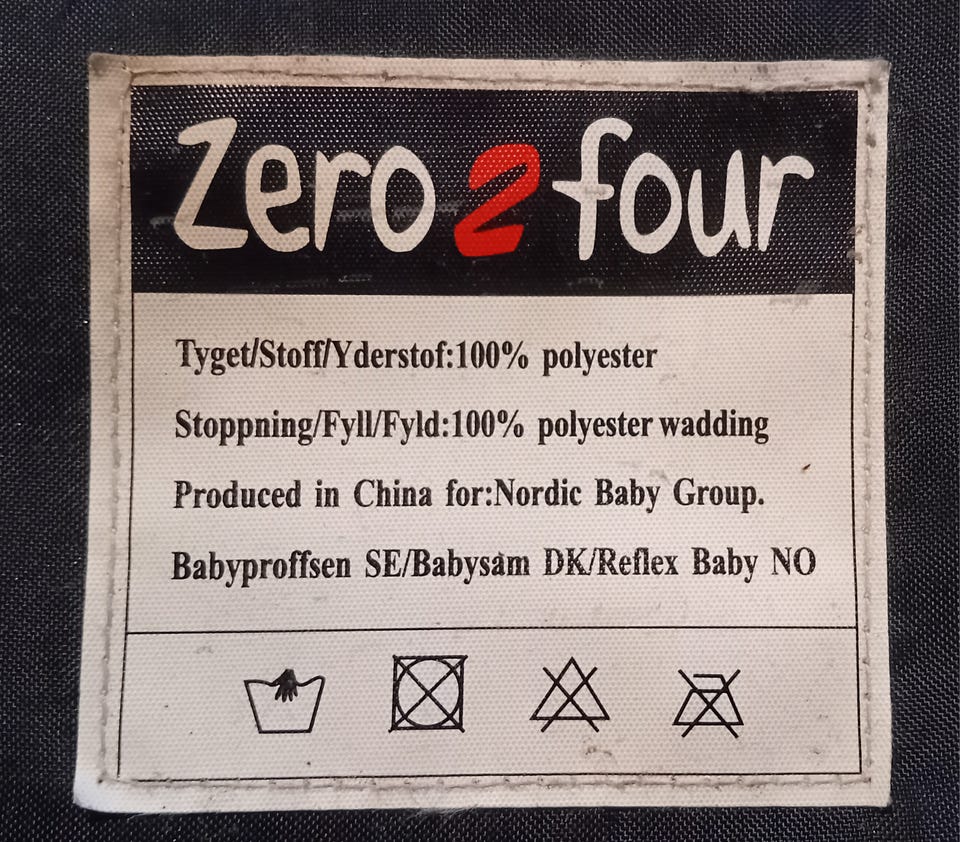 Zero 2 four
Tyget/Stoff/Yderstof:100% polyester
Stoppning/Fyll/Fyld:100% polyester wadding
Produced in China for:Nordic Baby Group.
Babyproffsen SE/Babysam DK/Reflex Baby NO